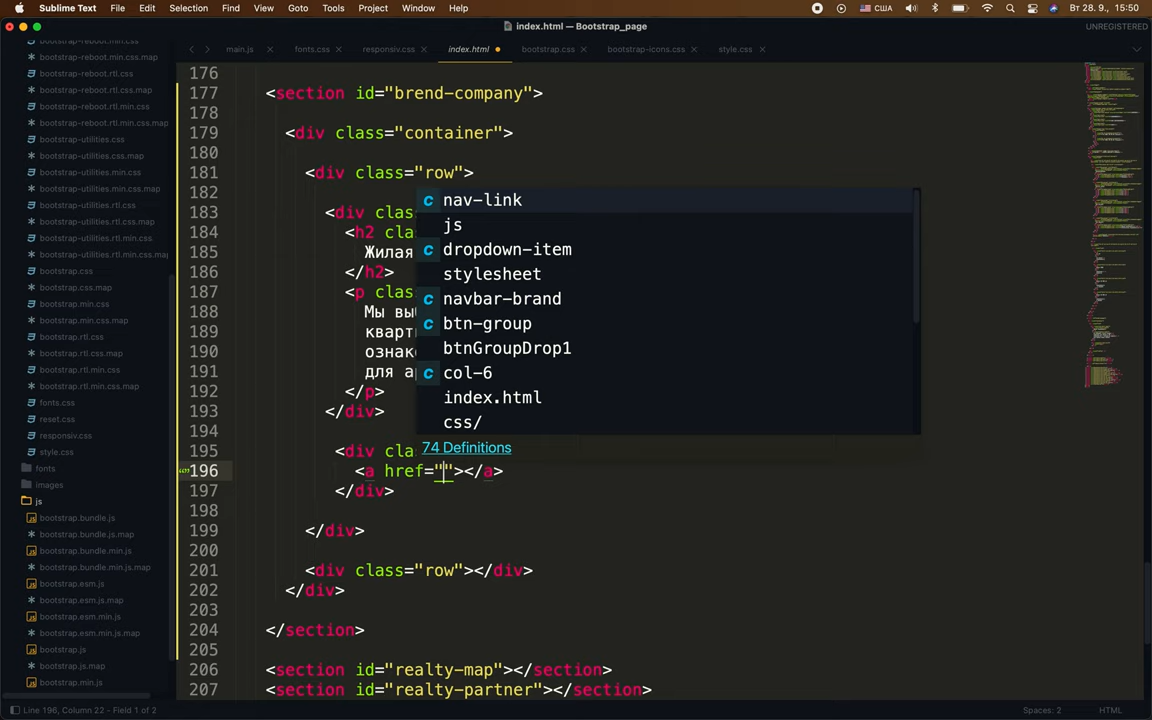 Sublime Text File Edit Selection Find View Goto Tools Project Window Help США Вт 28. 9., 15:50
index.html — Bootstrap_page UNREGISTERED
main.js × fonts.css × responsiv.css × index.html bootstrap.css × bootstrap-icons.css × style.css ×
bootstrap-reboot.css.map
bootstrap-reboot.min.css
bootstrap-reboot.min.css.map
bootstrap-reboot.rtl.css
bootstrap-reboot.rtl.css.map
bootstrap-reboot.rtl.min.css
bootstrap-reboot.rtl.min.css.map
bootstrap-utilities.css
bootstrap-utilities.css.map
bootstrap-utilities.min.css
bootstrap-utilities.min.css.map
bootstrap-utilities.rtl.css
bootstrap-utilities.rtl.css.map
bootstrap-utilities.rtl.min.css
bootstrap-utilities.rtl.min.css.map
bootstrap.css
bootstrap.css.map
bootstrap.min.css
bootstrap.min.css.map
bootstrap.rtl.css
bootstrap.rtl.css.map
bootstrap.rtl.min.css
bootstrap.rtl.min.css.map
fonts.css
reset.css
responsiv.css
style.css
fonts
images
js
bootstrap.bundle.js
bootstrap.bundle.js.map
bootstrap.bundle.min.js
bootstrap.bundle.min.js.map
bootstrap.esm.js
bootstrap.esm.js.map
bootstrap.esm.min.js
bootstrap.esm.min.js.map
bootstrap.js
bootstrap.js.map
bootstrap.min.js
176
177 <section id="brend-company">
178
179 <div class="container">
180
181 <div class="row">
182
183 <div clas
184 <h2 clas
185 Жилая
186 </h2>
187 <p clas
188 Мы вы
189 кварти
190 ознак
191 для а
192 </p>
193 </div>
194
195 <div cla
196 <a href=""></a>
197 </div>
198
199 </div>
200
201 <div class="row"></div>
202 </div>
203
204 </section>
205
206 <section id="realty-map"></section>
207 <section id="realty-partner"></section>
c nav-link
js
c dropdown-item
stylesheet
c navbar-brand
c btn-group
btnGroupDrop1
c col-6
index.html
css/
74 Definitions
Line 196, Column 22 - Field 1 of 2 Spaces: 2 HTML